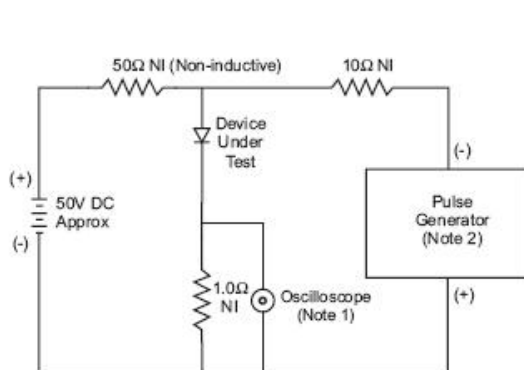 50Ω NI (Non-inductive)
10Ω NI
Device
Under
Test
(-)
(+)
50V DC
Approx
(-)
Pulse
Generator
(Note 2)
1.0Ω
NI
Oscilloscope
(Note 1)
(+)